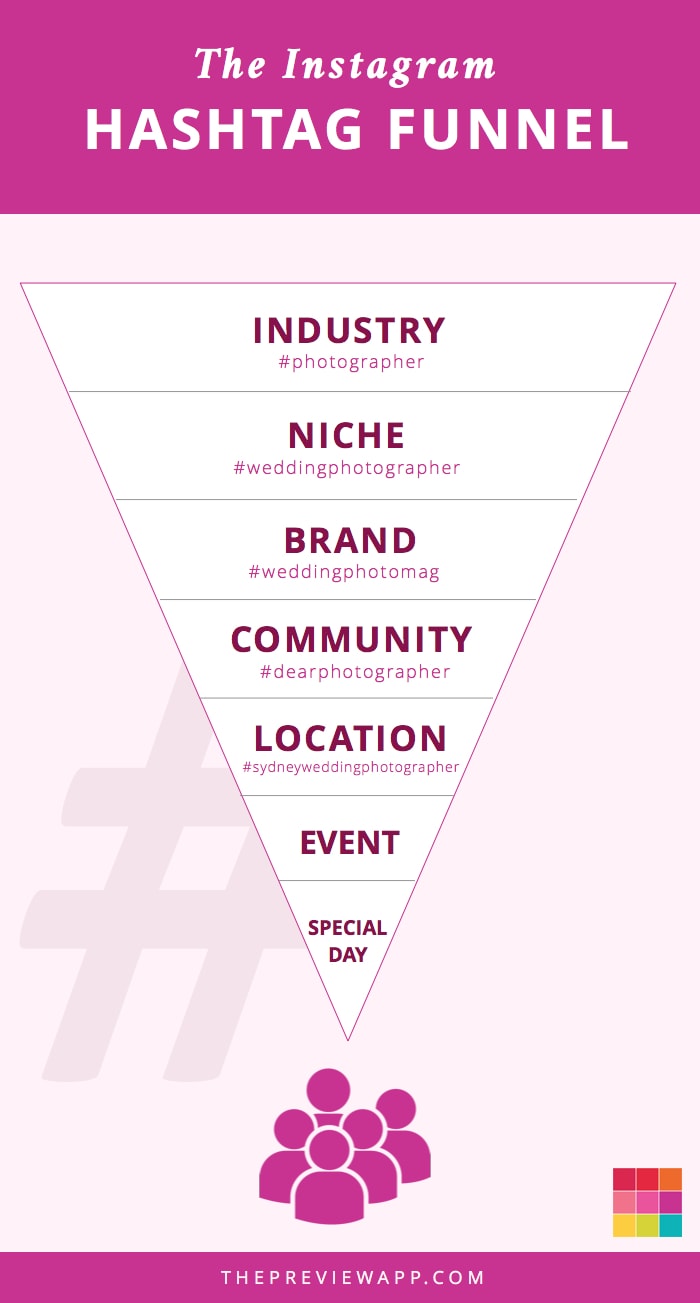 The Instagram
HASHTAG FUNNEL
INDUSTRY
#photographer
NICHE
#weddingphotographer
BRAND
#weddingphotomag
COMMUNITY
#dearphotographer
LOCATION
#sydneyweddingphotographer
EVENT
SPECIAL
DAY
#
THEPREVIEWAPP.COM